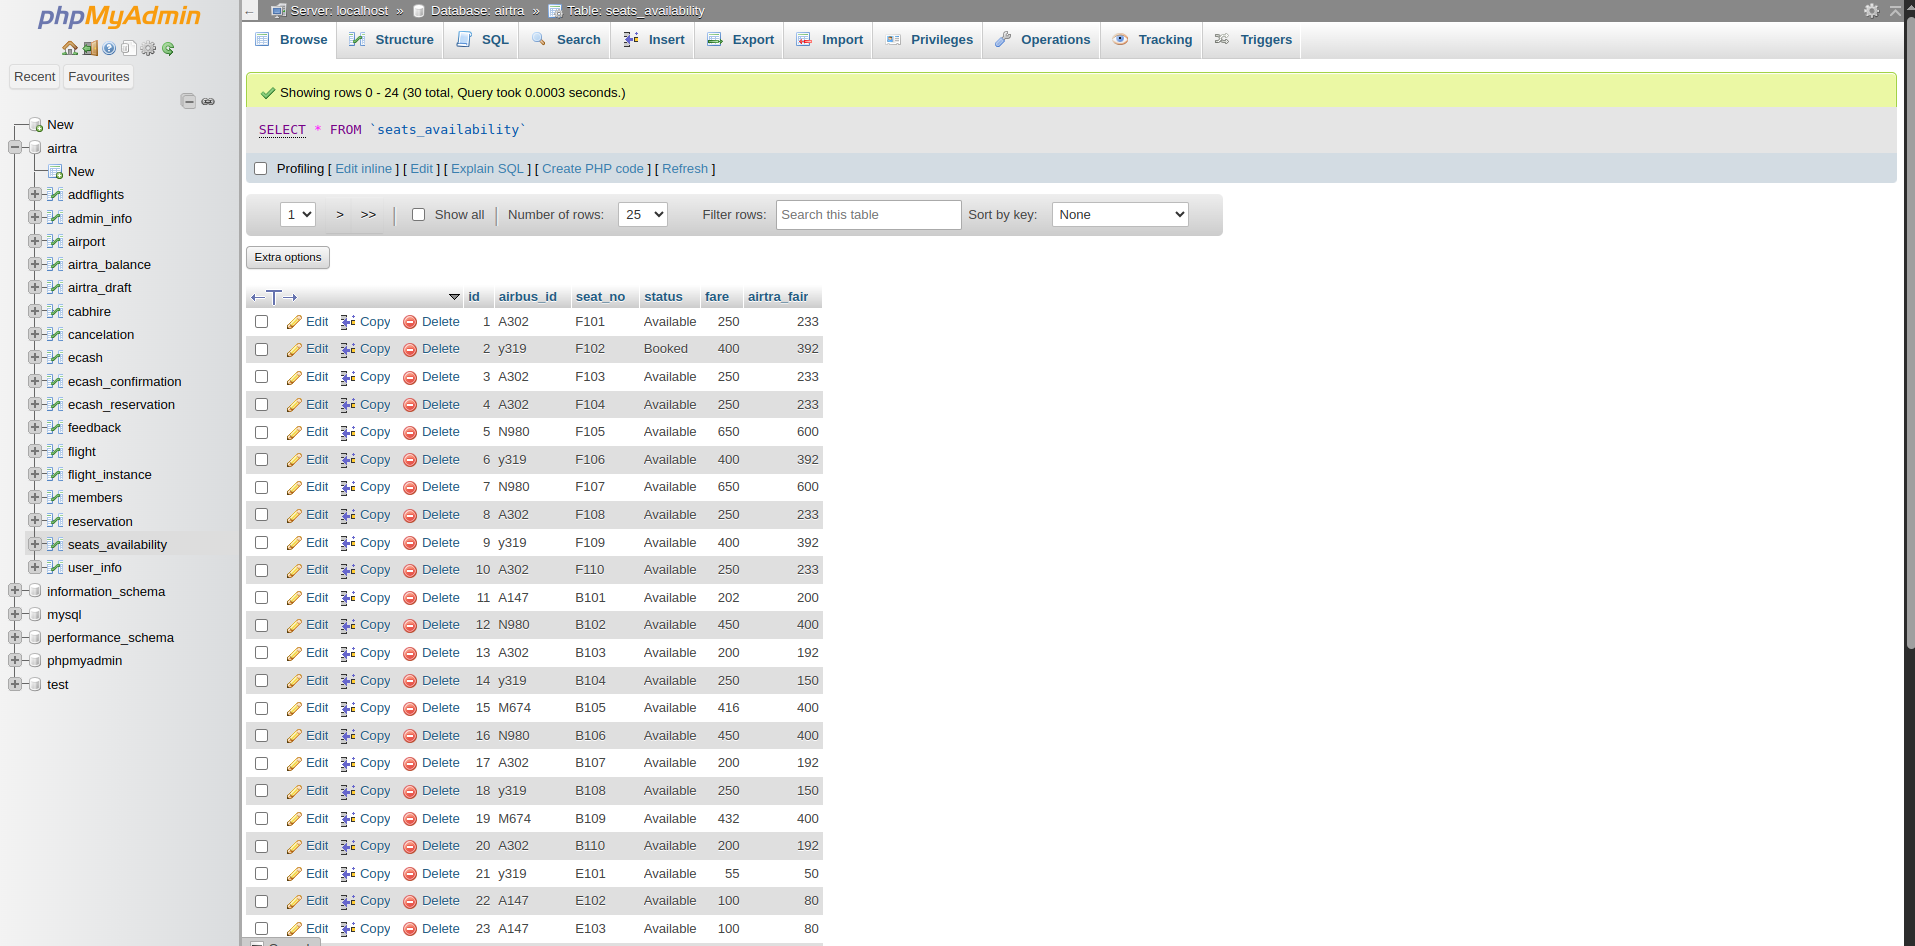 phpMyAdmin
Recent Favourites
New
airtra
New
addflights
admin_info
airport
airtra_balance
airtra_draft
cabhire
cancelation
ecash
ecash_confirmation
ecash_reservation
feedback
flight
flight_instance
members
reservation
seats_availability
user_info
information_schema
mysql
performance_schema
phpmyadmin
test
← Server: localhost » Database: airtra » Table: seats_availability
Browse Structure SQL Search Insert Export Import Privileges Operations Tracking Triggers
Showing rows 0 - 24 (30 total, Query took 0.0003 seconds.)
SELECT * FROM `seats_availability`
Profiling [ Edit inline ] [ Edit ] [ Explain SQL ] [ Create PHP code ] [ Refresh ]
1 > >> | Show all | Number of rows: 25 Filter rows: Search this table Sort by key: None
Extra options
←T→ id airbus_id seat_no status fare airtra_fair
Edit Copy Delete 1 A302 F101 Available 250 233
Edit Copy Delete 2 y319 F102 Booked 400 392
Edit Copy Delete 3 A302 F103 Available 250 233
Edit Copy Delete 4 A302 F104 Available 250 233
Edit Copy Delete 5 N980 F105 Available 650 600
Edit Copy Delete 6 y319 F106 Available 400 392
Edit Copy Delete 7 N980 F107 Available 650 600
Edit Copy Delete 8 A302 F108 Available 250 233
Edit Copy Delete 9 y319 F109 Available 400 392
Edit Copy Delete 10 A302 F110 Available 250 233
Edit Copy Delete 11 A147 B101 Available 202 200
Edit Copy Delete 12 N980 B102 Available 450 400
Edit Copy Delete 13 A302 B103 Available 200 192
Edit Copy Delete 14 y319 B104 Available 250 150
Edit Copy Delete 15 M674 B105 Available 416 400
Edit Copy Delete 16 N980 B106 Available 450 400
Edit Copy Delete 17 A302 B107 Available 200 192
Edit Copy Delete 18 y319 B108 Available 250 150
Edit Copy Delete 19 M674 B109 Available 432 400
Edit Copy Delete 20 A302 B110 Available 200 192
Edit Copy Delete 21 y319 E101 Available 55 50
Edit Copy Delete 22 A147 E102 Available 100 80
Edit Copy Delete 23 A147 E103 Available 100 80